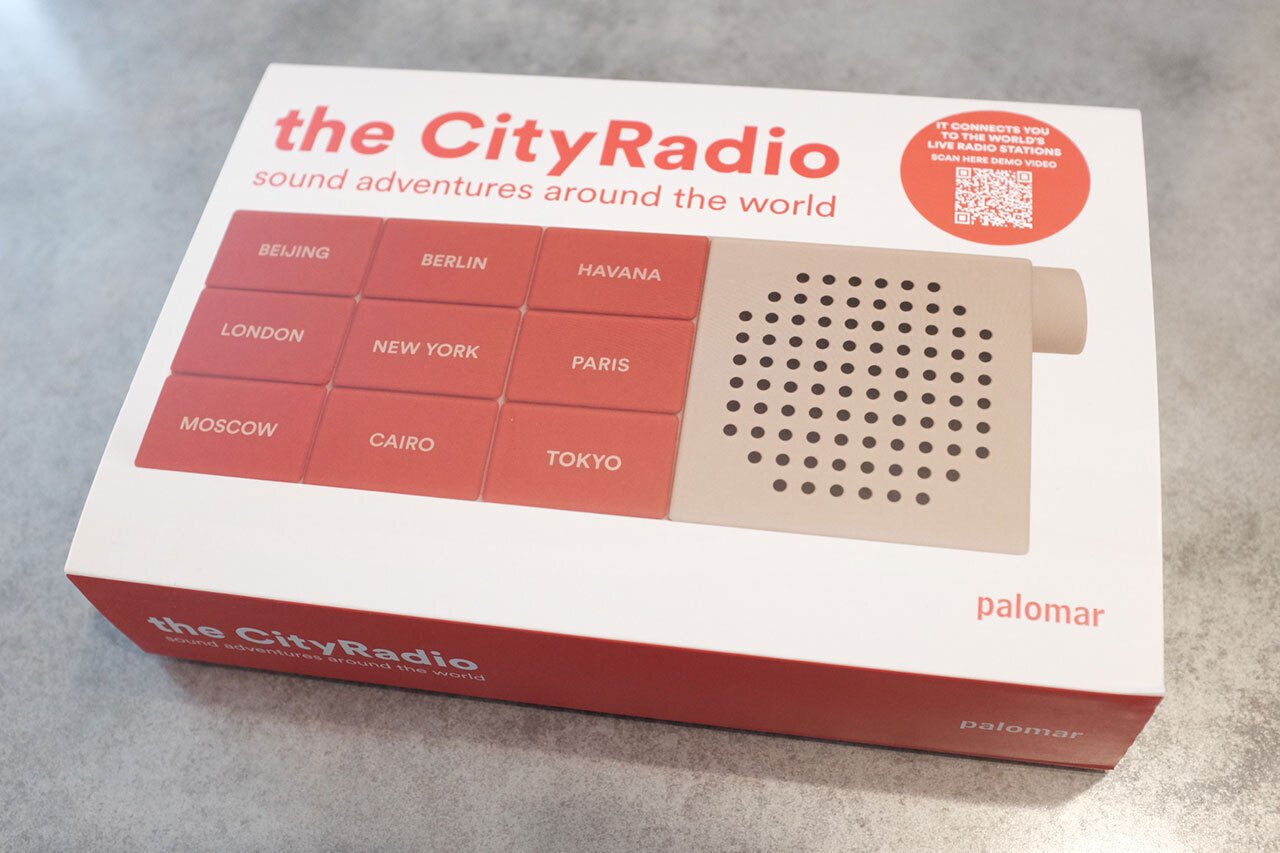 the CityRadio
sound adventures around the world
IT CONNECTS YOU
TO THE WORLD'S
LIVE RADIO STATIONS
SCAN HERE DEMO VIDEO
BEIJING
BERLIN
HAVANA
LONDON
NEW YORK
PARIS
MOSCOW
CAIRO
TOKYO
palomar
the CityRadio
sound adventures around the world
palomar